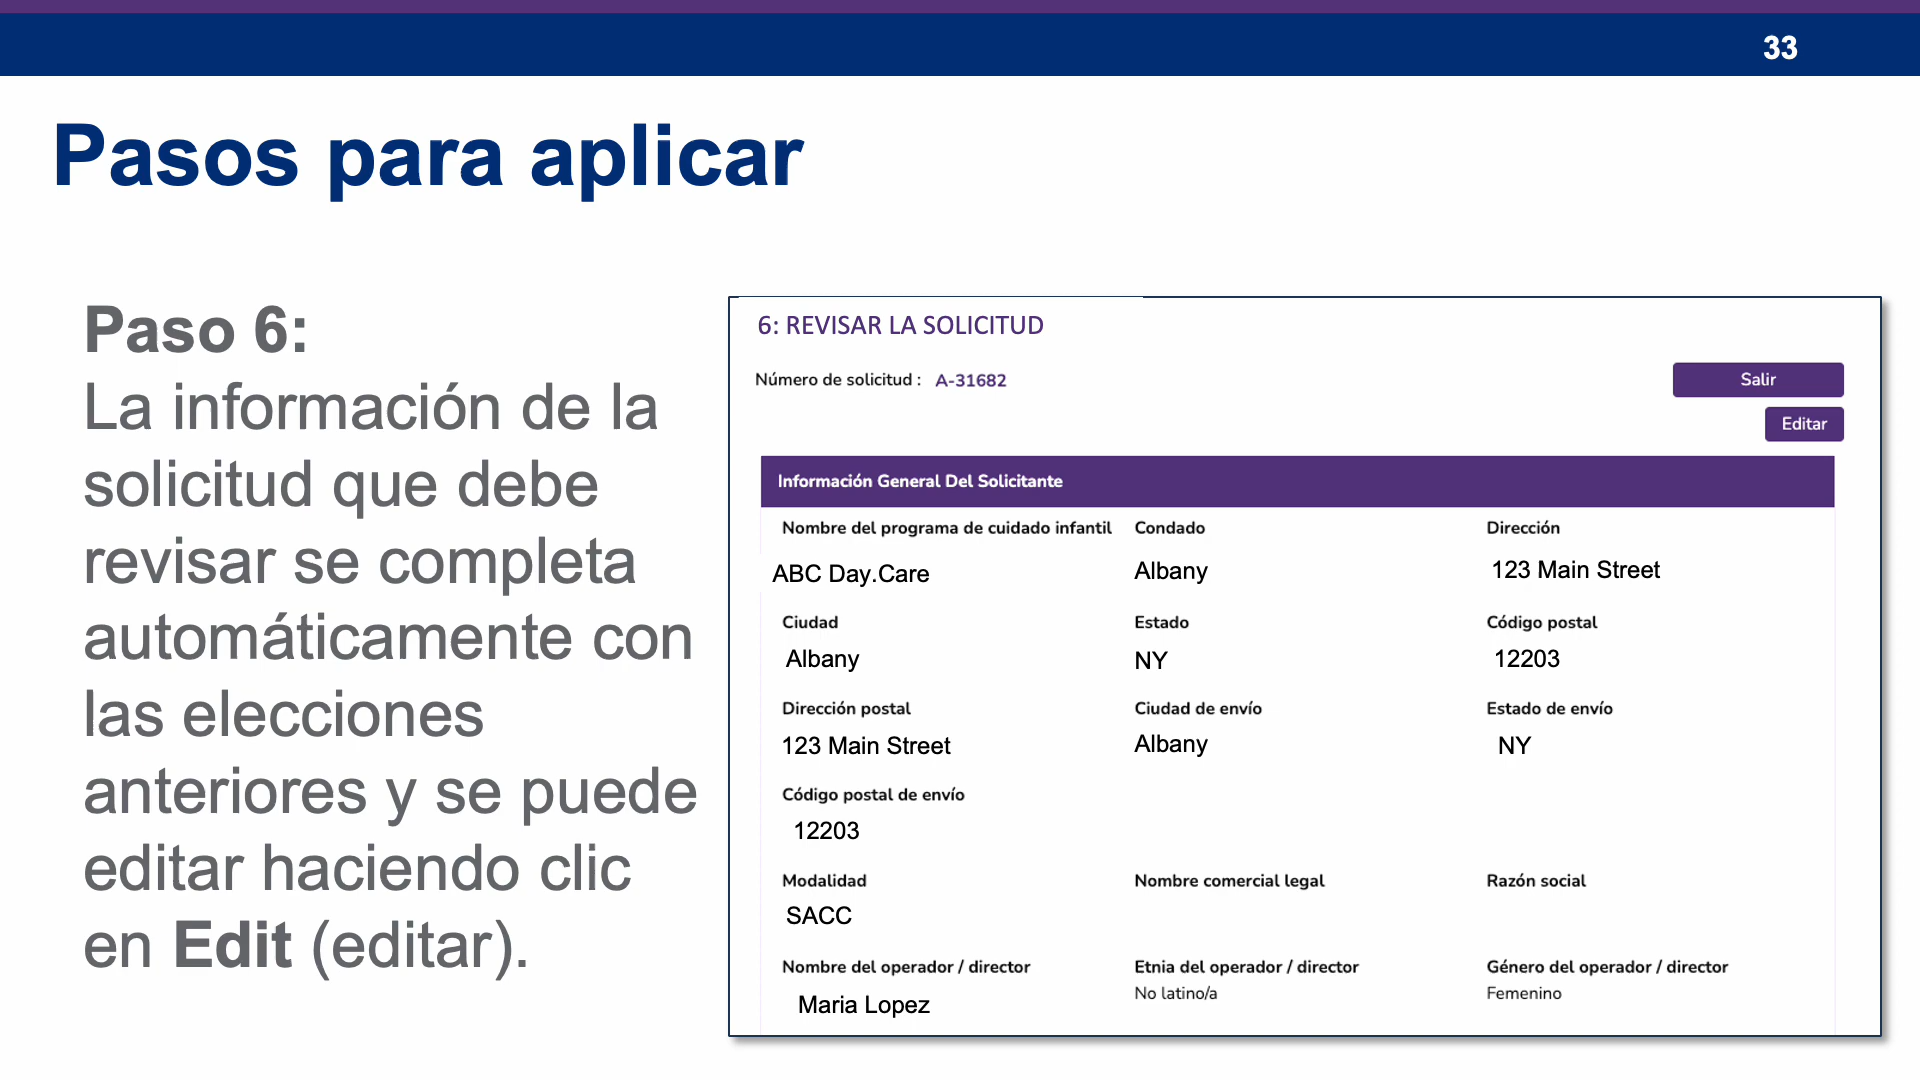 33
Pasos para aplicar
Paso 6:
La información de la
solicitud que debe
revisar se completa
automáticamente con
las elecciones
anteriores y se puede
editar haciendo clic
en Edit (editar).
6: REVISAR LA SOLICITUD
Número de solicitud : A-31682
Salir
Editar
Información General Del Solicitante
Nombre del programa de cuidado infantil Condado Dirección
ABC Day.Care Albany 123 Main Street
Ciudad Estado Código postal
Albany NY 12203
Dirección postal Ciudad de envío Estado de envío
123 Main Street Albany NY
Código postal de envío
12203
Modalidad Nombre comercial legal Razón social
SACC
Nombre del operador / director Etnia del operador / director Género del operador / director
Maria Lopez No latino/a Femenino